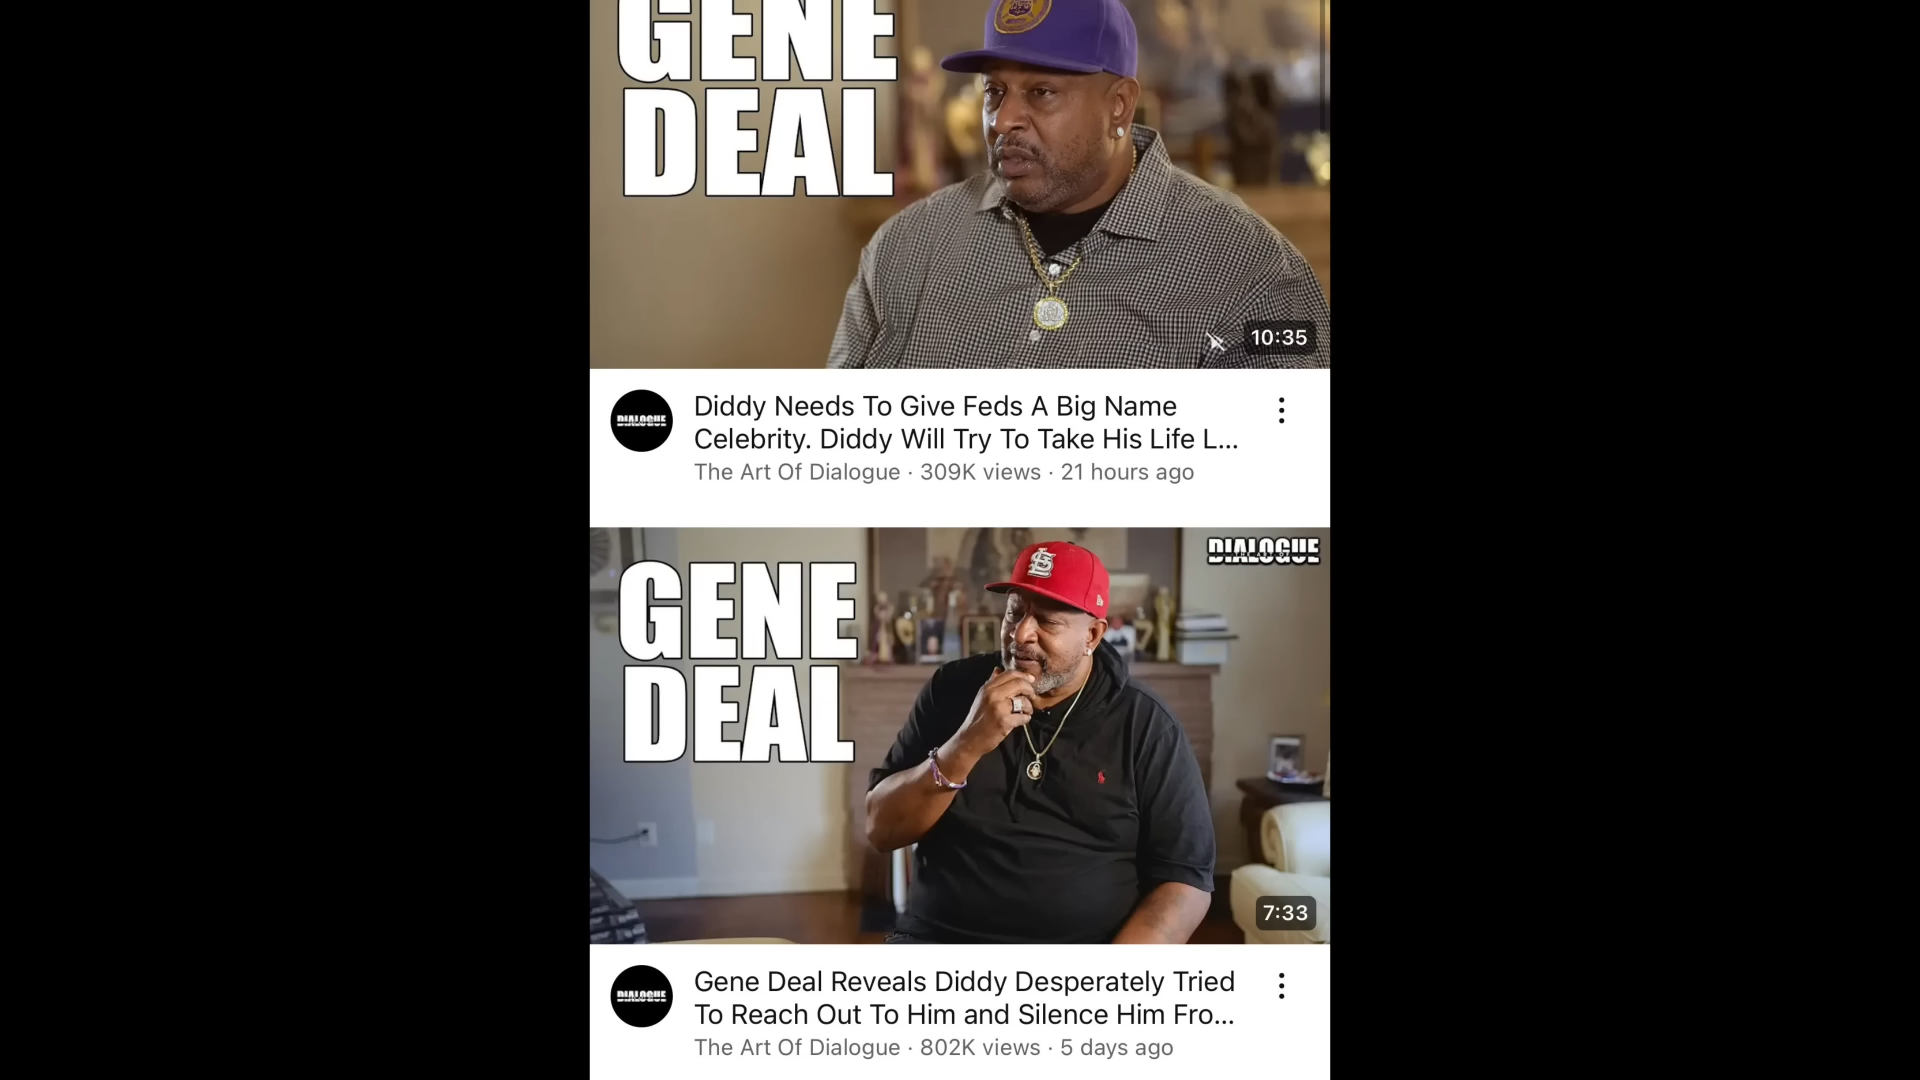 GENE
DEAL
10:35
DIALOGUE
Diddy Needs To Give Feds A Big Name
Celebrity. Diddy Will Try To Take His Life L...
The Art Of Dialogue · 309K views · 21 hours ago
DIALOGUE
GENE
DEAL
7:33
DIALOGUE
Gene Deal Reveals Diddy Desperately Tried
To Reach Out To Him and Silence Him Fro...
The Art Of Dialogue · 802K views · 5 days ago